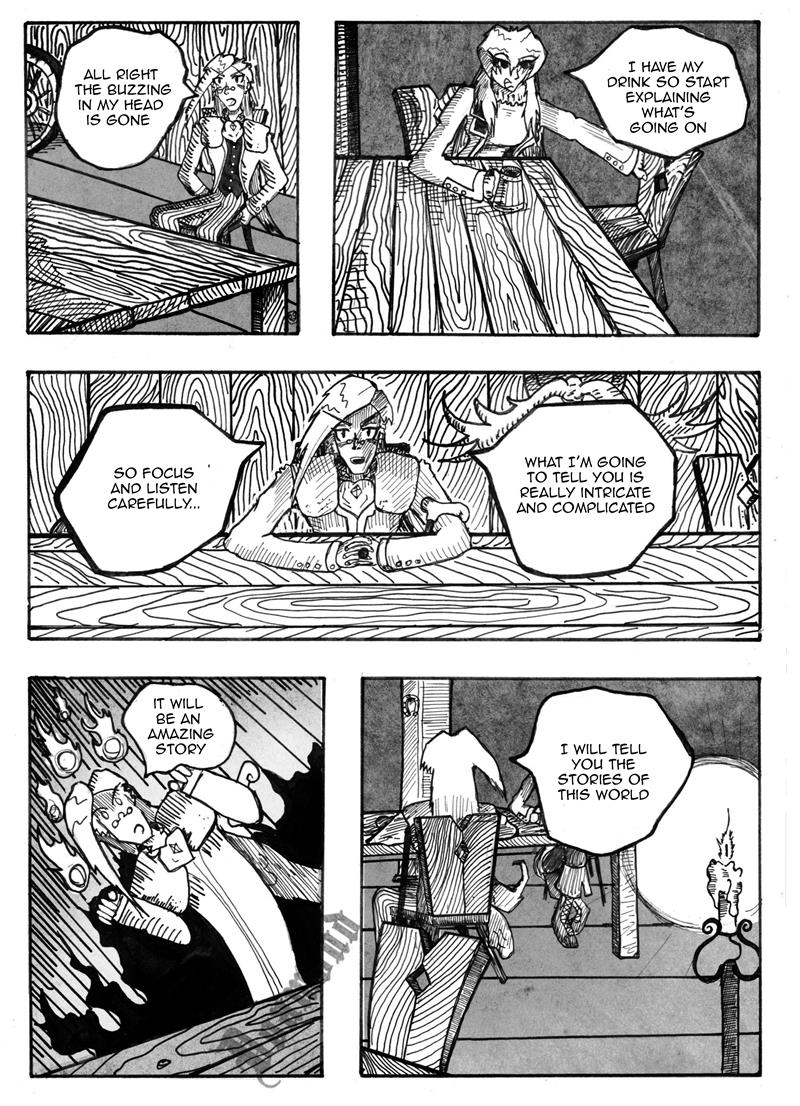 ALL RIGHT
THE BUZZING
IN MY HEAD
IS GONE
I HAVE MY
DRINK SO START
EXPLAINING
WHAT'S
GOING ON
SO FOCUS
AND LISTEN
CAREFULLY...
WHAT I'M GOING
TO TELL YOU IS
REALLY INTRICATE
AND COMPLICATED
IT WILL
BE AN
AMAZING
STORY
I WILL TELL
YOU THE
STORIES OF
THIS WORLD